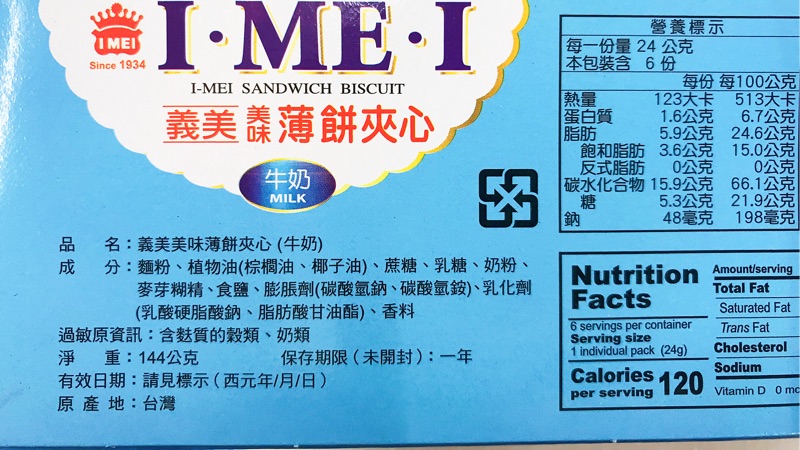 I MEI
Since 1934
I·MEI·I
I-MEI SANDWICH BISCUIT
義美美味薄餅夾心
牛奶
MILK
品 名：義美美味薄餅夾心 (牛奶)
成 分：麵粉、植物油(棕櫚油、椰子油)、蔗糖、乳糖、奶粉、
麥芽糊精、食鹽、膨脹劑(碳酸氫鈉、碳酸氫銨)、乳化劑
(乳酸硬脂酸鈉、脂肪酸甘油酯)、香料
過敏原資訊：含麩質的穀類、奶類
淨 重：144公克 保存期限（未開封）：一年
有效日期：請見標示（西元年/月/日）
原 產 地：台灣
營養標示
每一份量 24 公克
本包裝含 6 份
每份 每100公克
熱量 123大卡 513大卡
蛋白質 1.6公克 6.7公克
脂肪 5.9公克 24.6公克
飽和脂肪 3.6公克 15.0公克
反式脂肪 0公克 0公克
碳水化合物 15.9公克 66.1公克
糖 5.3公克 21.9公克
鈉 48毫克 198毫克
Nutrition
Facts
6 servings per container
Serving size
1 individual pack (24g)
Calories 120
per serving
Amount/serving
Total Fat
Saturated Fat
Trans Fat
Cholesterol
Sodium
Vitamin D 0 mc